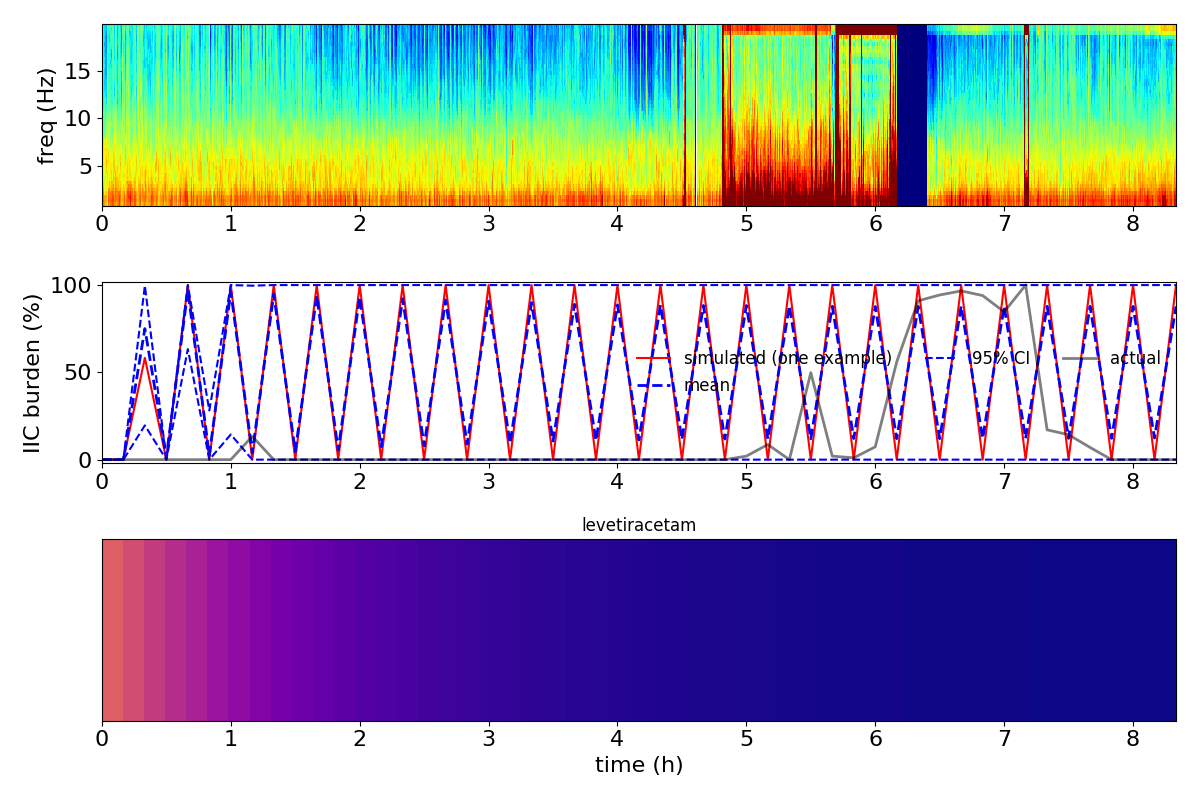 freq (Hz)
15
10
5
0 1 2 3 4 5 6 7 8
IIC burden (%)
100
50
0
simulated (one example)
mean
95% CI
actual
0 1 2 3 4 5 6 7 8
levetiracetam
0 1 2 3 4 5 6 7 8
time (h)